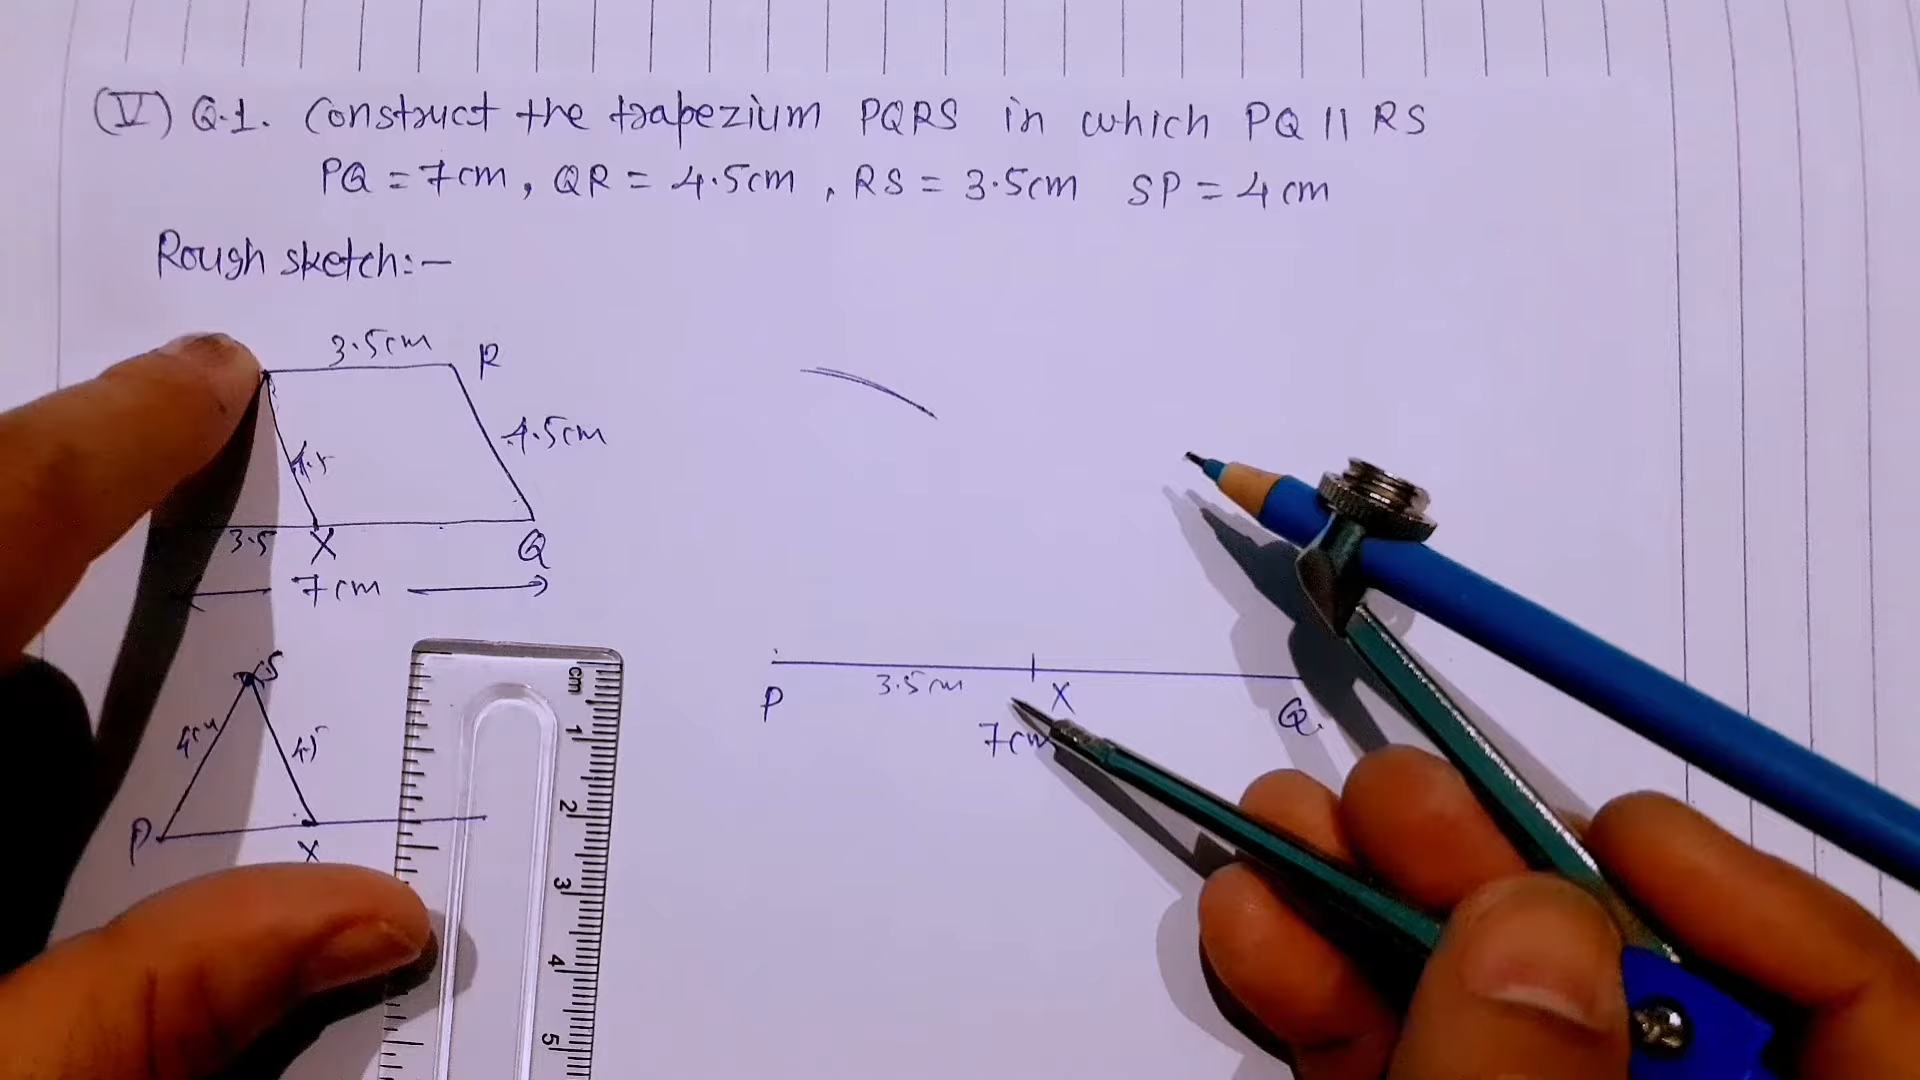 (V) Q.1. Construct the trapezium PQRS in which PQ || RS
PQ = 7cm, QR = 4.5cm, RS = 3.5cm SP = 4cm
Rough sketch:-
3.5cm R
4.5cm
3.5 X Q
7cm
S
4cm 4.5
P X
cm
1
2
3
4
5
P 3.5cm X Q
7cm